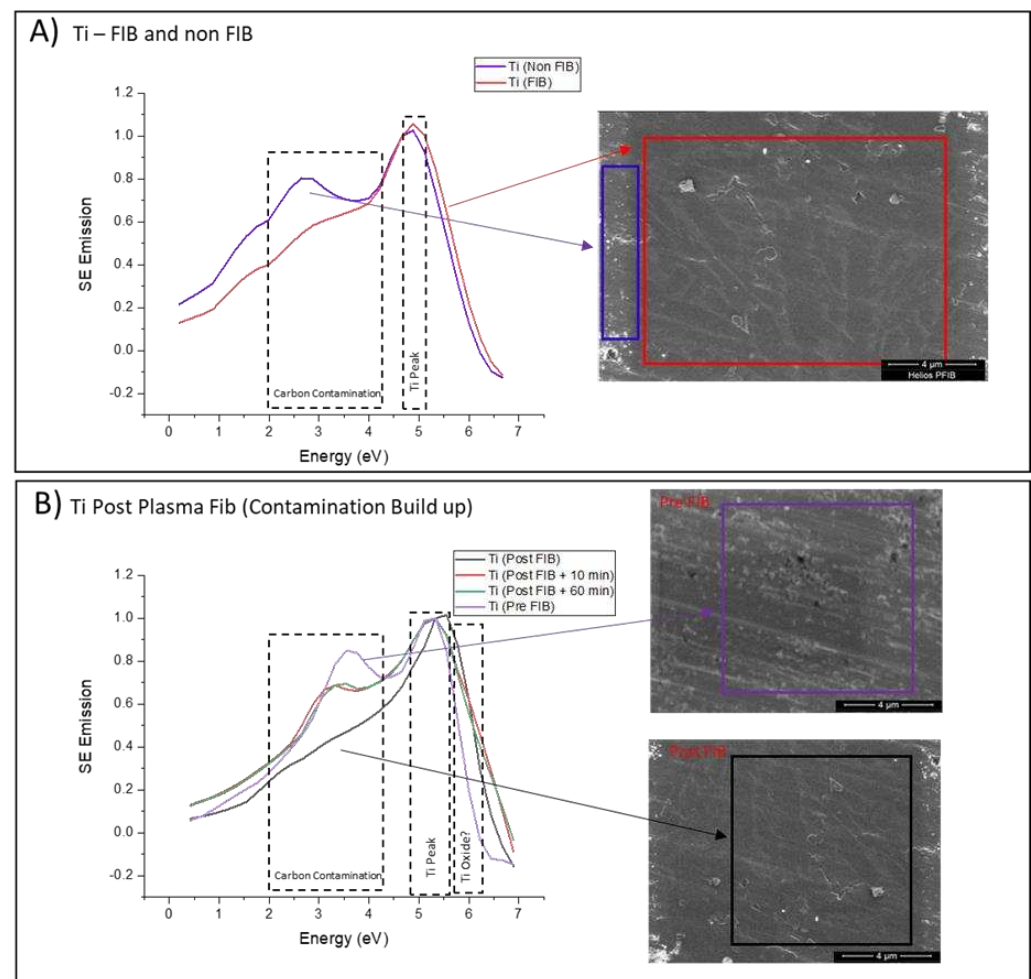 A) Ti – FIB and non FIB
Ti (Non FIB)
Ti (FIB)
1.2
1.0
0.8
0.6
0.4
0.2
0.0
-0.2
SE Emission
Carbon Contamination
Ti Peak
0 1 2 3 4 5 6 7
Energy (eV)
4 µm
Helios PFIB
B) Ti Post Plasma Fib (Contamination Build up)
Ti (Post FIB)
Ti (Post FIB + 10 min)
Ti (Post FIB + 60 min)
Ti (Pre FIB)
1.2
1.0
0.8
0.6
0.4
0.2
0.0
-0.2
SE Emission
Carbon Contamination
Ti Peak
Ti Oxide?
0 1 2 3 4 5 6 7
Energy (eV)
Pre FIB
4 µm
Post FIB
4 µm